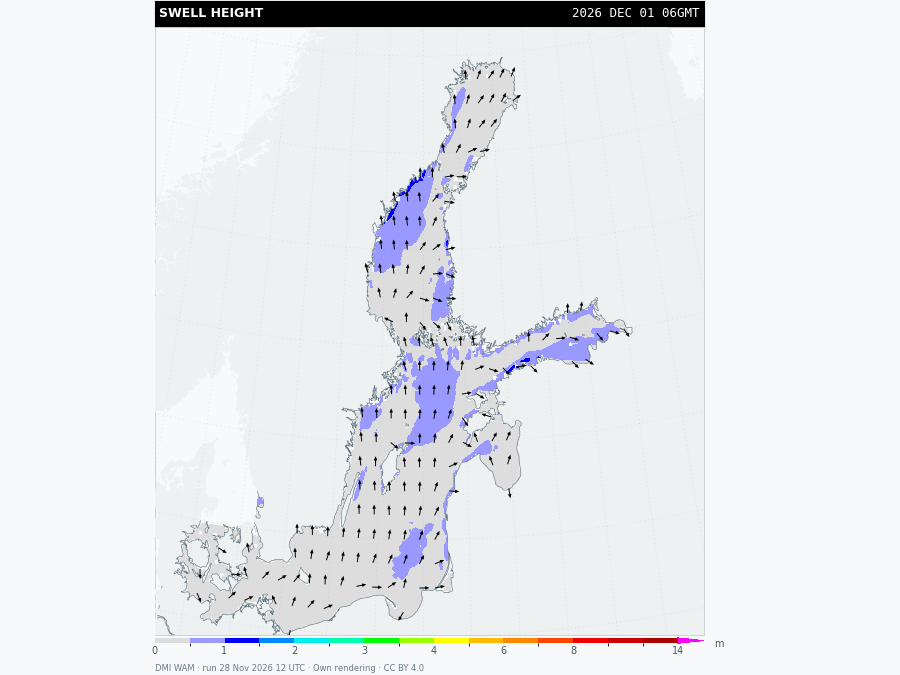 SWELL HEIGHT 2026 DEC 01 06GMT
0 1 2 3 4 6 8 14 m
DMI WAM · run 28 Nov 2026 12 UTC · Own rendering · CC BY 4.0